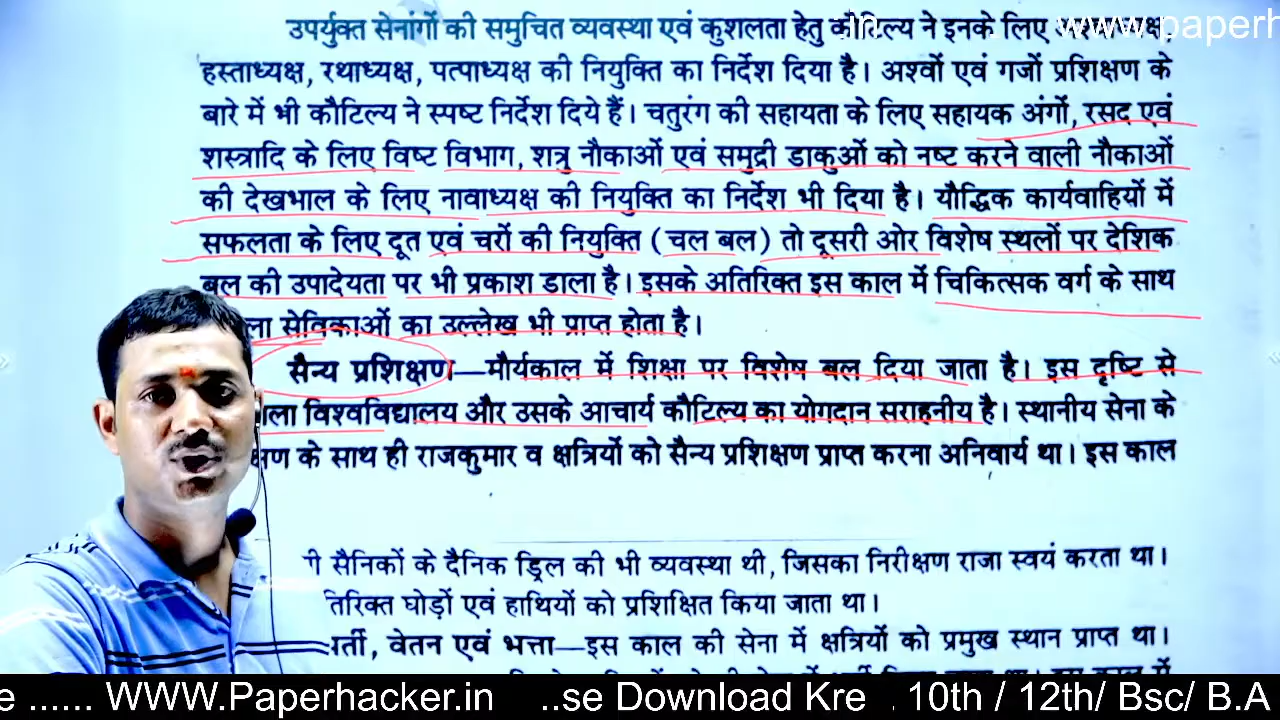 .in www.paperh
उपर्युक्त सेनांगों की समुचित व्यवस्था एवं कुशलता हेतु कौटिल्य ने इनके लिए
हस्ताध्यक्ष, रथाध्यक्ष, पत्पाध्यक्ष की नियुक्ति का निर्देश दिया है। अश्वों एवं गजों प्रशिक्षण के
बारे में भी कौटिल्य ने स्पष्ट निर्देश दिये हैं। चतुरंग की सहायता के लिए सहायक अंगों, रसद एवं
शस्त्रादि के लिए विष्ट विभाग, शत्रु नौकाओं एवं समुद्री डाकुओं को नष्ट करने वाली नौकाओं
की देखभाल के लिए नावाध्यक्ष की नियुक्ति का निर्देश भी दिया है। यौद्धिक कार्यवाहियों में
सफलता के लिए दूत एवं चरों की नियुक्ति (चल बल) तो दूसरी ओर विशेष स्थलों पर देशिक
बल की उपादेयता पर भी प्रकाश डाला है। इसके अतिरिक्त इस काल में चिकित्सक वर्ग के साथ
ला सेविकाओं का उल्लेख भी प्राप्त होता है।
सैन्य प्रशिक्षण—मौर्यकाल में शिक्षा पर विशेष बल दिया जाता है। इस दृष्टि से
ला विश्वविद्यालय और उसके आचार्य कौटिल्य का योगदान सराहनीय है। स्थानीय सेना के
क्षण के साथ ही राजकुमार व क्षत्रियों को सैन्य प्रशिक्षण प्राप्त करना अनिवार्य था। इस काल
सैनिकों के दैनिक ड्रिल की भी व्यवस्था थी, जिसका निरीक्षण राजा स्वयं करता था।
तिरिक्त घोड़ों एवं हाथियों को प्रशिक्षित किया जाता था।
र्ती, वेतन एवं भत्ता—इस काल की सेना में क्षत्रियों को प्रमुख स्थान प्राप्त था।
e ...... WWW.Paperhacker.in ..se Download Kre . 10th / 12th/ Bsc/ B.A